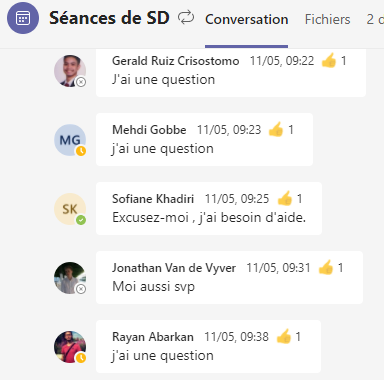 Séances de SD Conversation Fichiers 2
Gerald Ruiz Crisostomo 11/05, 09:22 👍 1
J'ai une question
MG Mehdi Gobbe 11/05, 09:23 👍 1
j'ai une question
SK Sofiane Khadiri 11/05, 09:25 👍 1
Excusez-moi , j'ai besoin d'aide.
Jonathan Van de Vyver 11/05, 09:31 👍 1
Moi aussi svp
Rayan Abarkan 11/05, 09:38 👍 1
j'ai une question